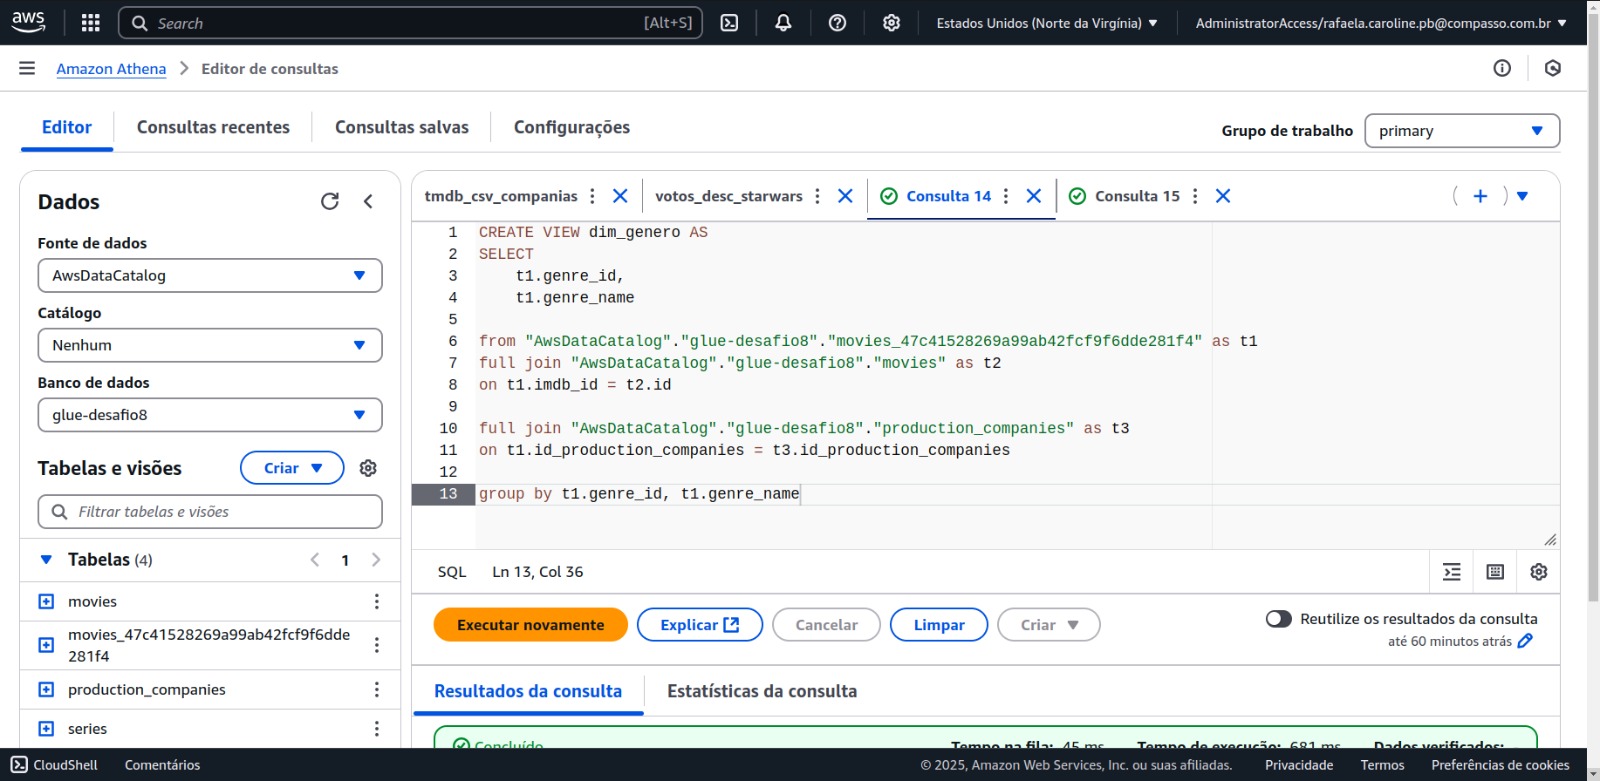 aws
Search [Alt+S]
Estados Unidos (Norte da Virgínia)
AdministratorAccess/rafaela.caroline.pb@compasso.com.br
Amazon Athena > Editor de consultas
Editor
Consultas recentes
Consultas salvas
Configurações
Grupo de trabalho
primary
Dados
Fonte de dados
AwsDataCatalog
Catálogo
Nenhum
Banco de dados
glue-desafio8
Tabelas e visões
Criar
Filtrar tabelas e visões
Tabelas (4)
1
movies
movies_47c41528269a99ab42fcf9f6dde
281f4
production_companies
series
tmdb_csv_companias
votos_desc_starwars
Consulta 14
Consulta 15
1 CREATE VIEW dim_genero AS
2 SELECT
3 t1.genre_id,
4 t1.genre_name
5
6 from "AwsDataCatalog"."glue-desafio8"."movies_47c41528269a99ab42fcf9f6dde281f4" as t1
7 full join "AwsDataCatalog"."glue-desafio8"."movies" as t2
8 on t1.imdb_id = t2.id
9
10 full join "AwsDataCatalog"."glue-desafio8"."production_companies" as t3
11 on t1.id_production_companies = t3.id_production_companies
12
13 group by t1.genre_id, t1.genre_name
SQL Ln 13, Col 36
Executar novamente
Explicar
Cancelar
Limpar
Criar
Reutilize os resultados da consulta
até 60 minutos atrás
Resultados da consulta
Estatísticas da consulta
Concluído
Tempo na fila: 45 ms
Tempo de execução: 681 ms
Dados verificados: -
CloudShell
Comentários
© 2025, Amazon Web Services, Inc. ou suas afiliadas.
Privacidade
Termos
Preferências de cookies